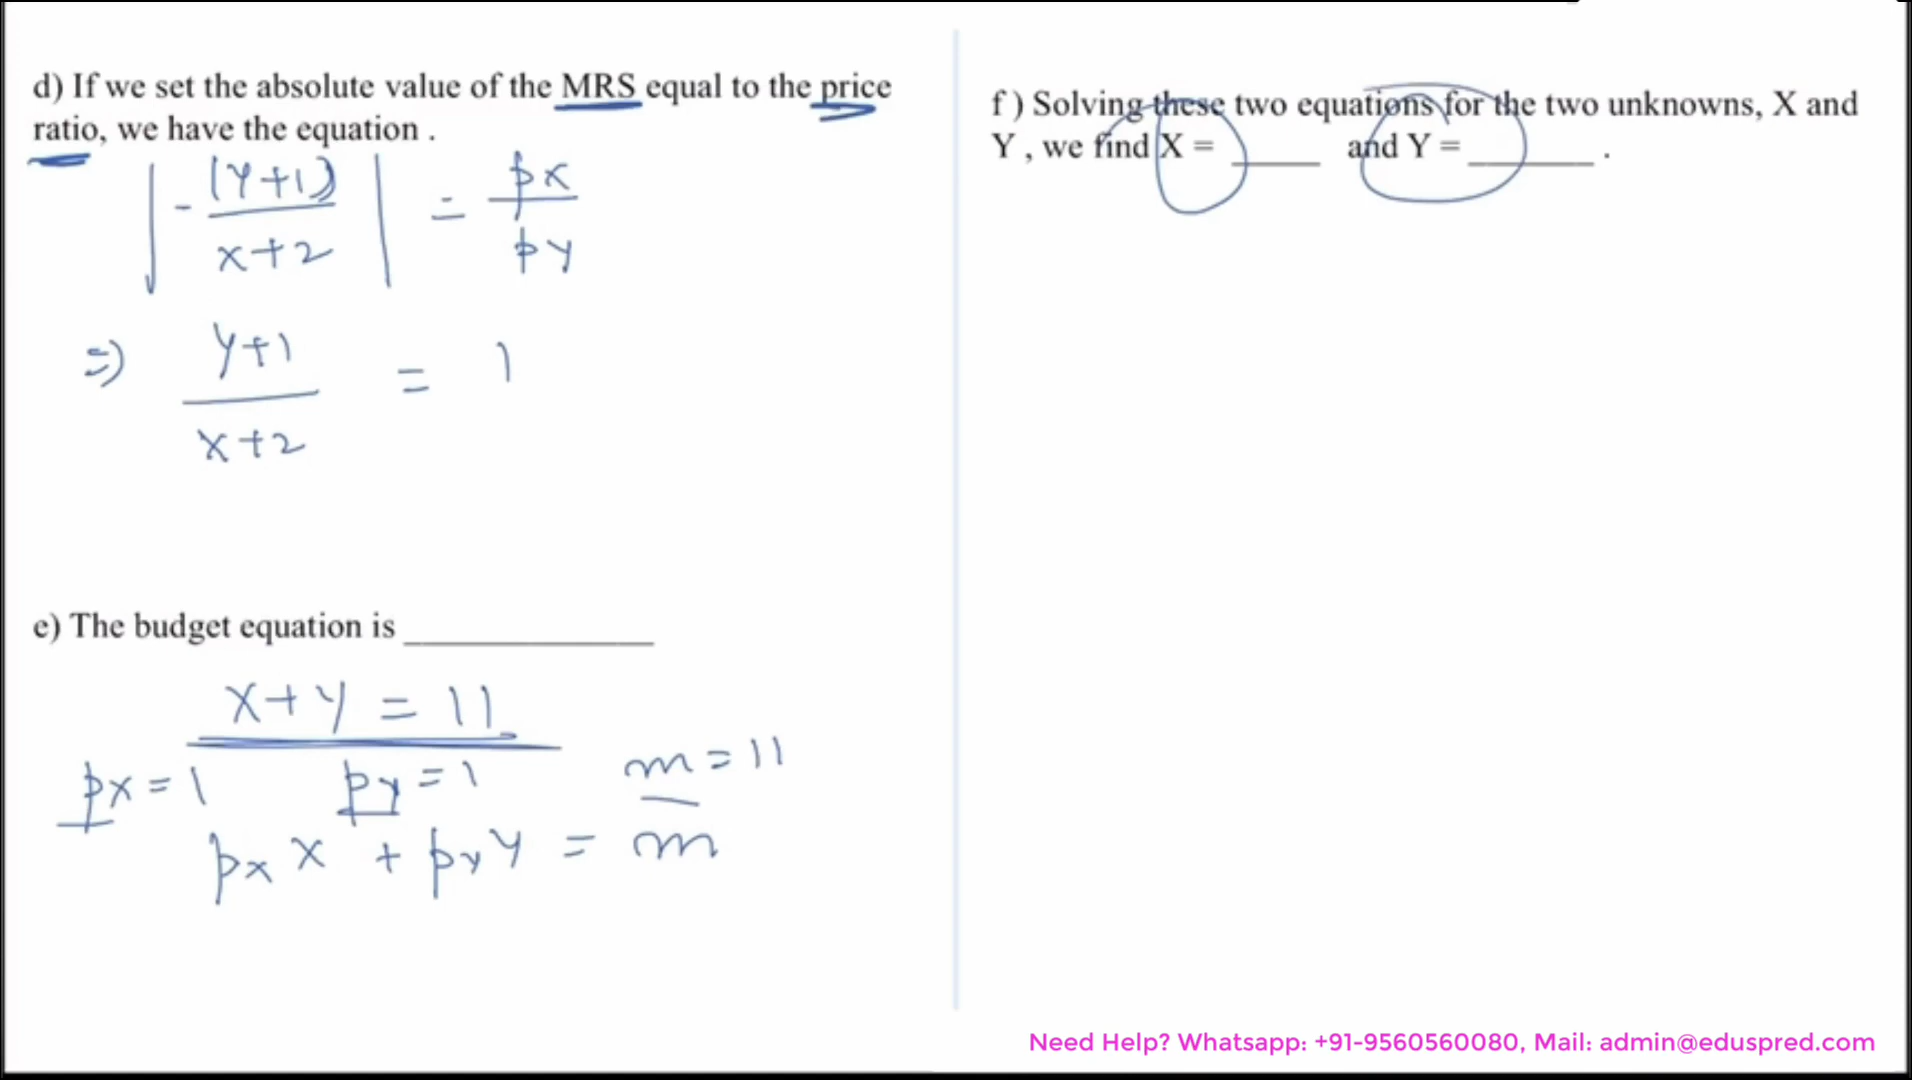 d) If we set the absolute value of the MRS equal to the price
ratio, we have the equation .
| - (Y+1) / x+2 | = px / py
=> y+1 / x+2 = 1
e) The budget equation is ______________
x+y = 11
px = 1 py = 1 m = 11
px x + py y = m
f ) Solving these two equations for the two unknowns, X and
Y , we find X = _____ and Y = _______ .
Need Help? Whatsapp: +91-9560560080, Mail: admin@eduspred.com